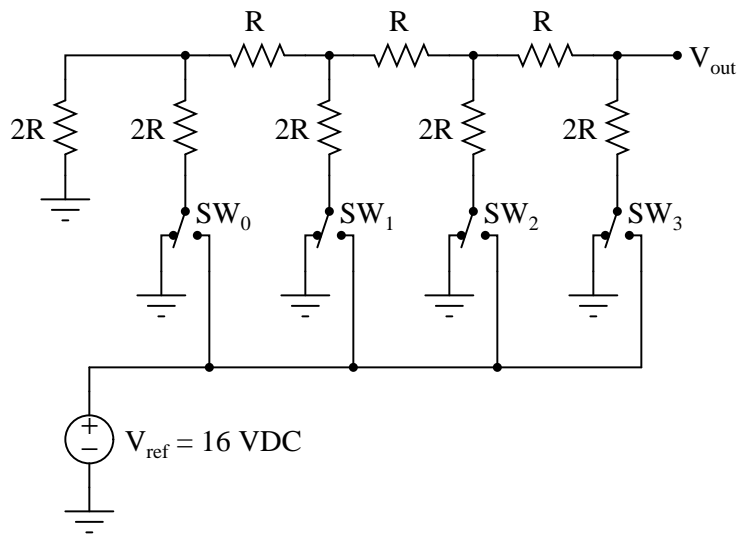 R R R
V_out
2R 2R 2R 2R 2R
SW_0 SW_1 SW_2 SW_3
+
−
V_ref = 16 VDC